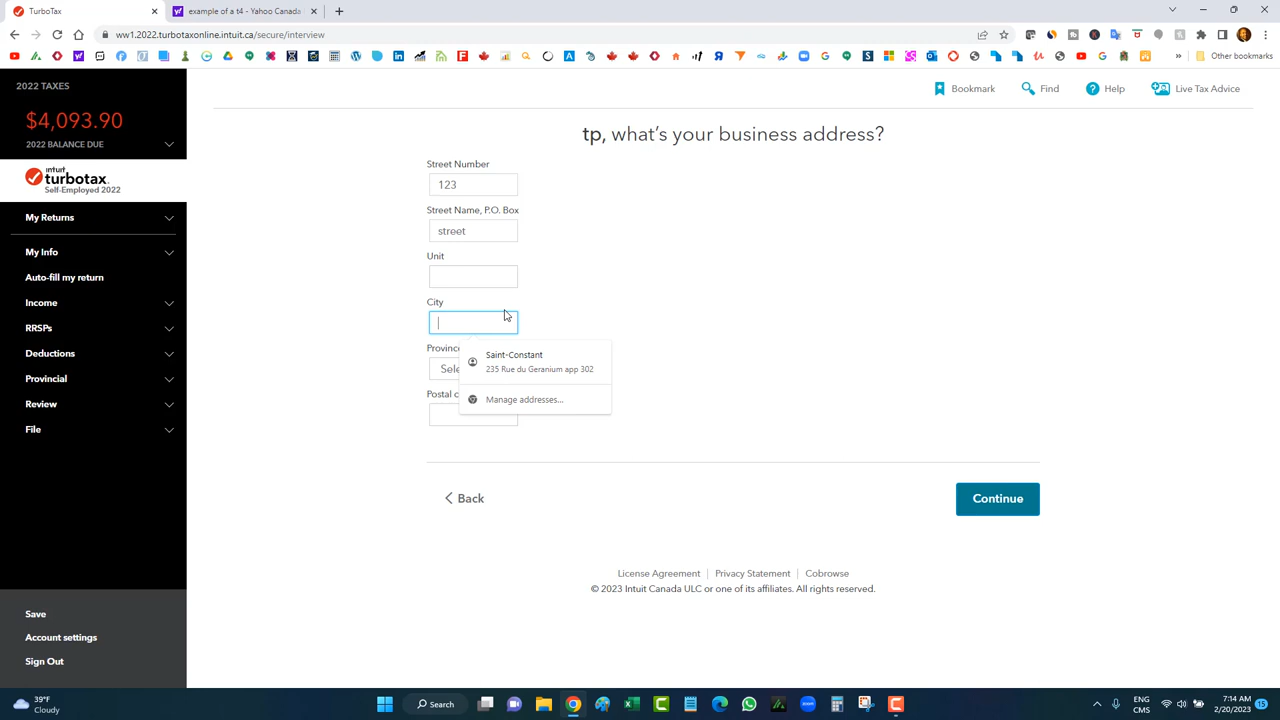 TurboTax
example of a t4 - Yahoo Canada
ww1.2022.turbotaxonline.intuit.ca/secure/interview
Other bookmarks
2022 TAXES
$4,093.90
2022 BALANCE DUE
intuit
turbotax
Self-Employed 2022
My Returns
My Info
Auto-fill my return
Income
RRSPs
Deductions
Provincial
Review
File
Save
Account settings
Sign Out
Bookmark
Find
Help
Live Tax Advice
tp, what's your business address?
Street Number
123
Street Name, P.O. Box
street
Unit
City
Saint-Constant
235 Rue du Geranium app 302
Manage addresses...
Province
Sele
Postal c
Back
Continue
License Agreement | Privacy Statement | Cobrowse
© 2023 Intuit Canada ULC or one of its affiliates. All rights reserved.
39°F
Cloudy
Search
ENG
CMS
7:14 AM
2/20/2023
15